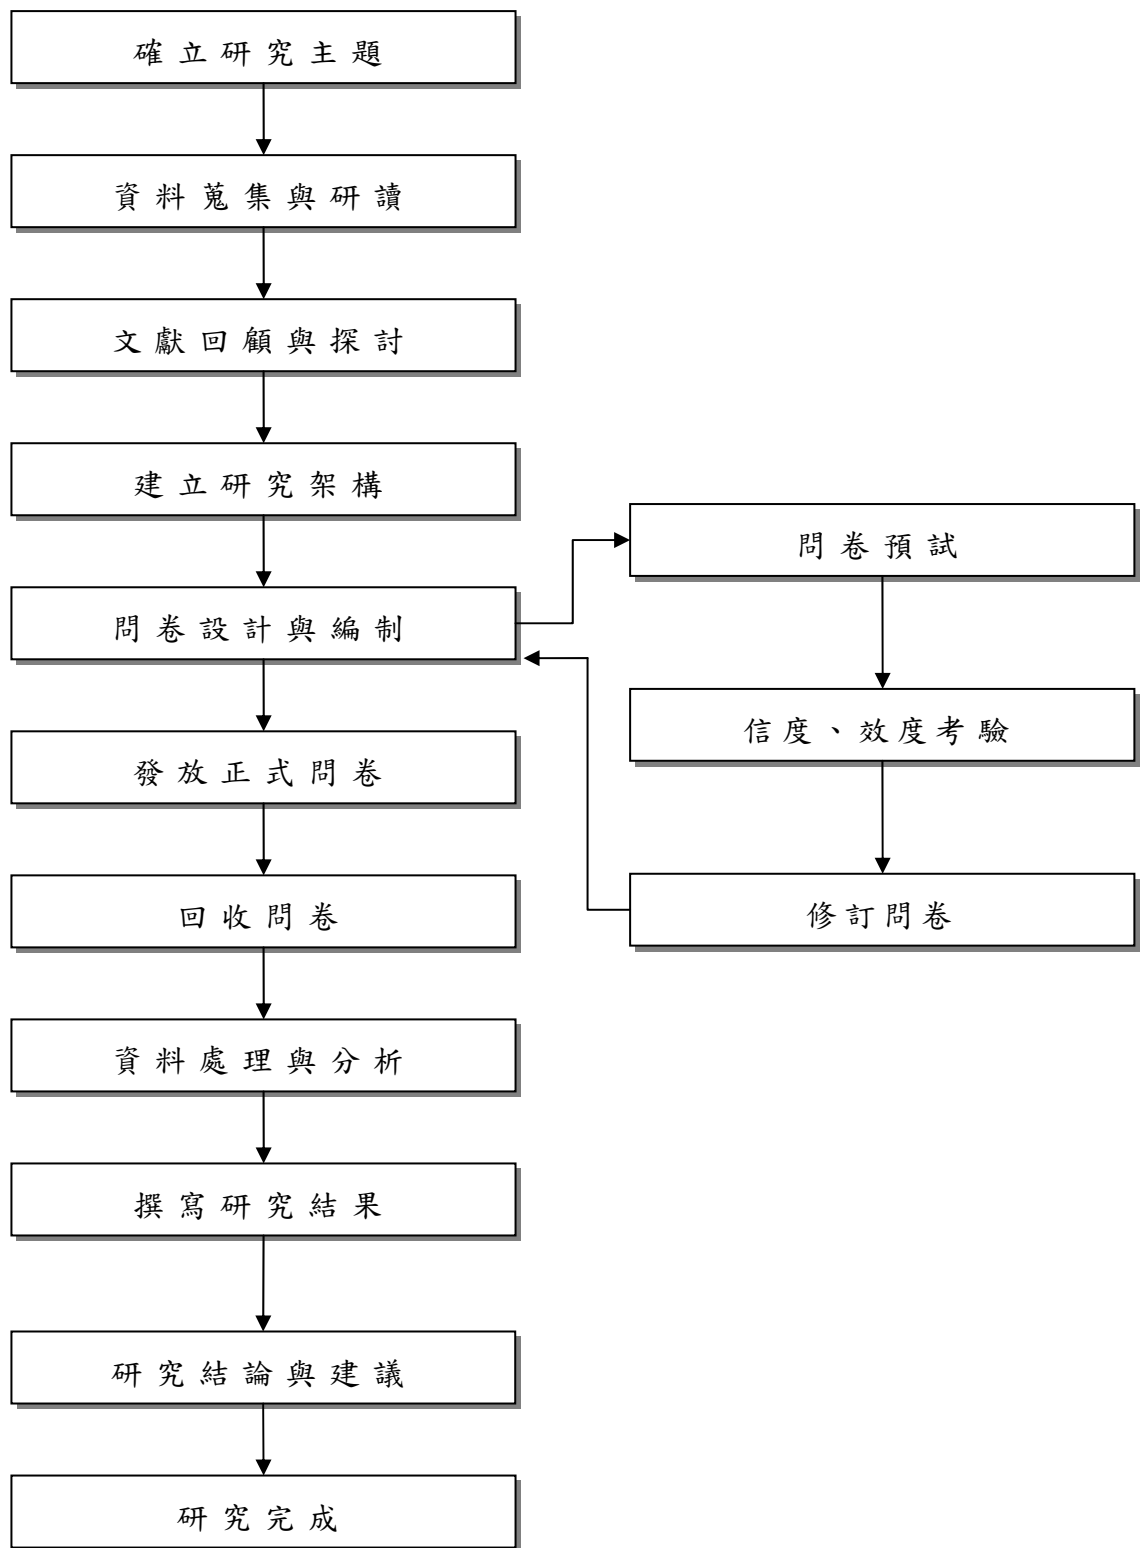 確立研究主題
資料蒐集與研讀
文獻回顧與探討
建立研究架構
問卷設計與編制
發放正式問卷
回收問卷
資料處理與分析
撰寫研究結果
研究結論與建議
研究完成
問卷預試
信度、效度考驗
修訂問卷